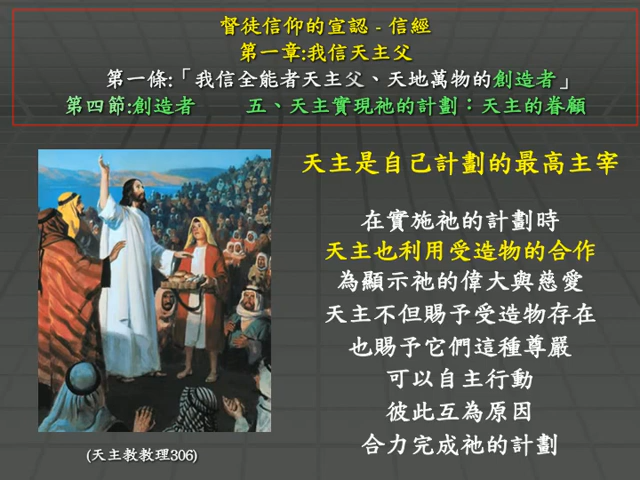 督徒信仰的宣認 - 信經
第一章:我信天主父
第一條:「我信全能者天主父、天地萬物的創造者」
第四節:創造者 五、天主實現祂的計劃：天主的眷顧
天主是自己計劃的最高主宰
在實施祂的計劃時
天主也利用受造物的合作
為顯示祂的偉大與慈愛
天主不但賜予受造物存在
也賜予它們這種尊嚴
可以自主行動
彼此互為原因
合力完成祂的計劃
(天主教教理306)